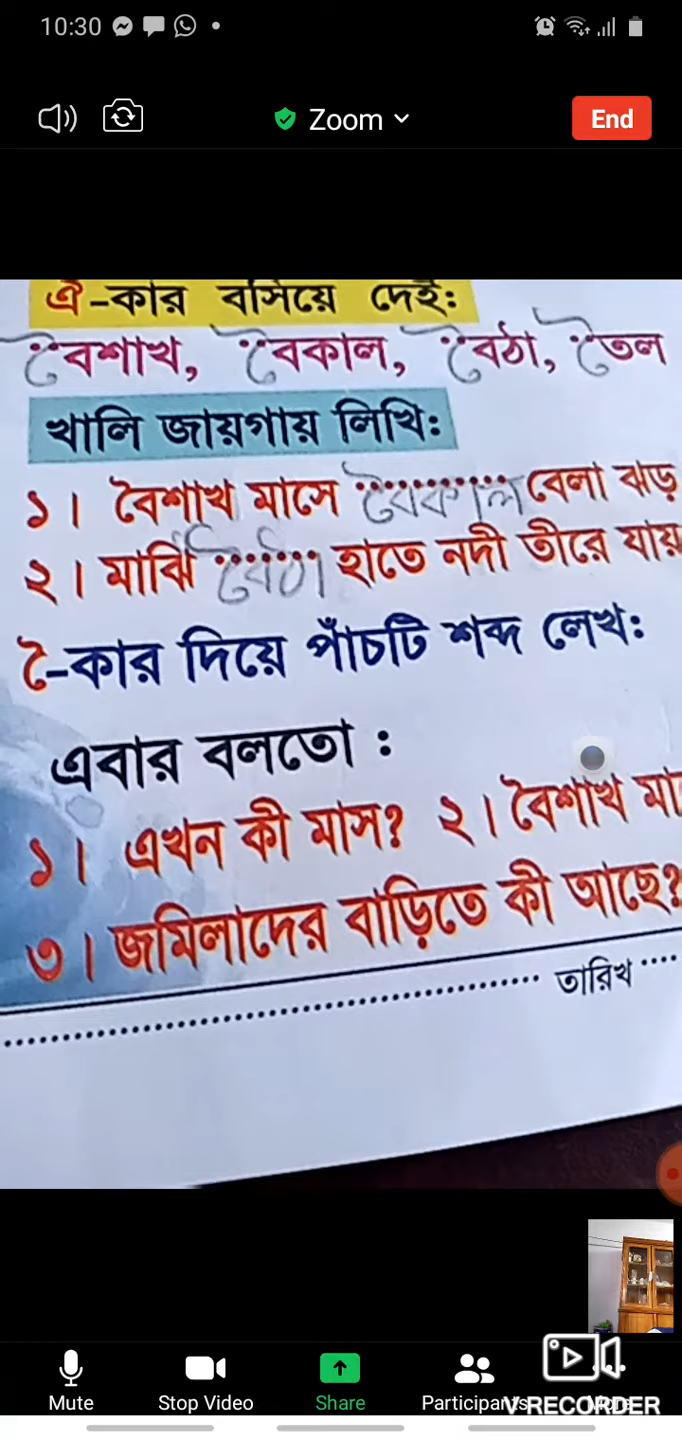 10:30
Zoom
End
ঐ-কার বসিয়ে দেই:
বৈশাখ, বৈকাল, বৈঠা, তৈল
খালি জায়গায় লিখি:
১। বৈশাখ মাসে বৈকাল বেলা ঝড়
২। মাঝি বৈঠা হাতে নদী তীরে যায়
ৈ-কার দিয়ে পাঁচটি শব্দ লেখ:
এবার বলতো :
১। এখন কী মাস? ২। বৈশাখ মা
৩। জমিলাদের বাড়িতে কী আছে?
.......... তারিখ ....
Mute Stop Video Share Participants
V-RECORDER